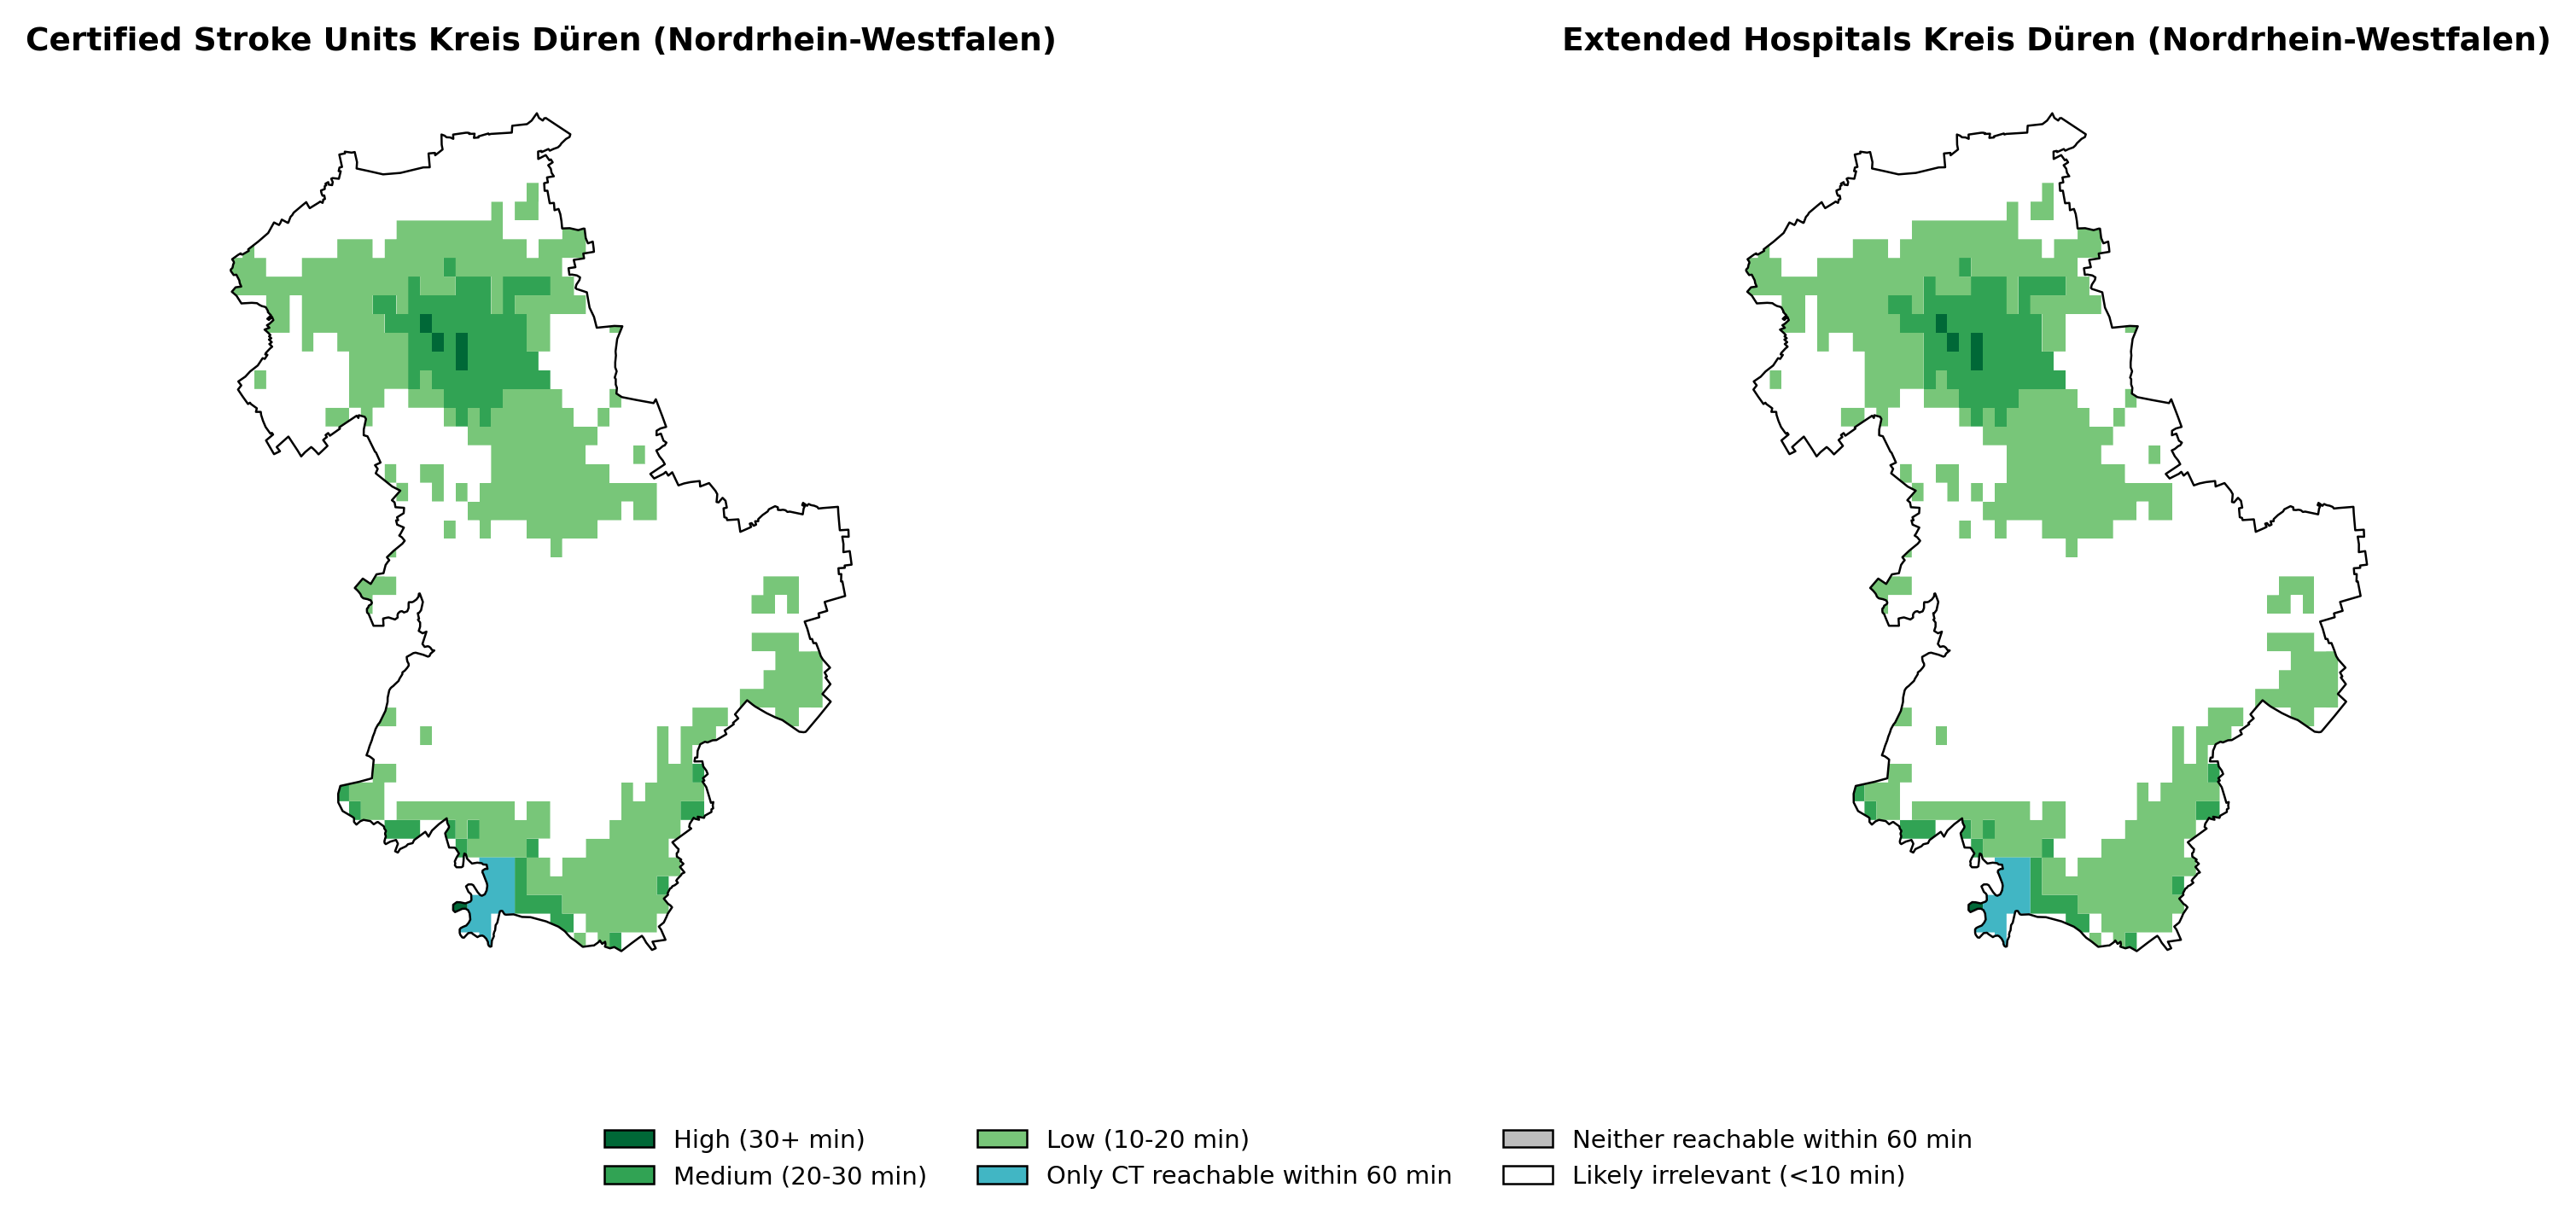 Certified Stroke Units Kreis Düren (Nordrhein-Westfalen)
Extended Hospitals Kreis Düren (Nordrhein-Westfalen)
High (30+ min)
Medium (20-30 min)
Low (10-20 min)
Only CT reachable within 60 min
Neither reachable within 60 min
Likely irrelevant (<10 min)